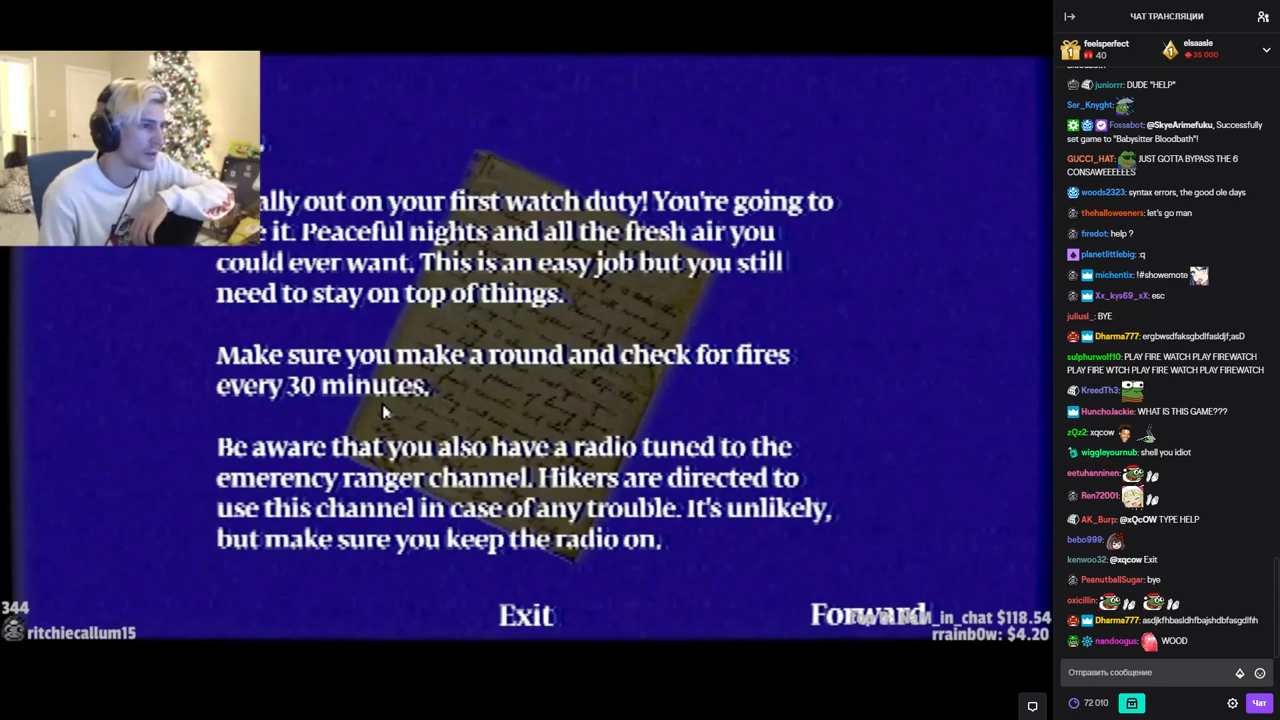 ally out on your first watch duty! You're going to
e it. Peaceful nights and all the fresh air you
could ever want. This is an easy job but you still
need to stay on top of things.
Make sure you make a round and check for fires
every 30 minutes.
Be aware that you also have a radio tuned to the
emerency ranger channel. Hikers are directed to
use this channel in case of any trouble. It's unlikely,
but make sure you keep the radio on.
Exit
Forward
344
ritchiecallum15
M_in_chat $118.54
rrainb0w: $4.20
ЧАТ ТРАНСЛЯЦИИ
feelsperfect
40
elsaasle
35 000
juniorrr: DUDE "HELP"
Ser_Knyght:
Fossabot: @SkyeArimefuku, Successfully
set game to "Babysitter Bloodbath"!
GUCCI_HAT: JUST GOTTA BYPASS THE 6
CONSAWEEEEES
woods2323: syntax errors, the good ole days
thehalloweeners: let's go man
firedot: help ?
planetlittlebig: :q
michentix: !#showemote
Xx_kys69_xX: esc
juliusl_: BYE
Dharma777: ergbwsdfaksgbdlfasldjf;asD
sulphurwolf10: PLAY FIRE WATCH PLAY FIREWATCH
PLAY FIRE WTCH PLAY FIRE WATCH PLAY FIREWATCH
KreedTh3:
HunchoJackie: WHAT IS THIS GAME???
zQz2: xqcow
wiggleyournub: shell you idiot
eetuhanninen:
Ren72001:
AK_Burp: @xQcOW TYPE HELP
bebo999:
kenwoo32: @xqcow Exit
PeanutballSugar: bye
oxicillin:
Dharma777: asdjkfhbasldhfbajshdbfasgdlfh
nandoogus: WOOD
Отправить сообщение
72 010
Чат